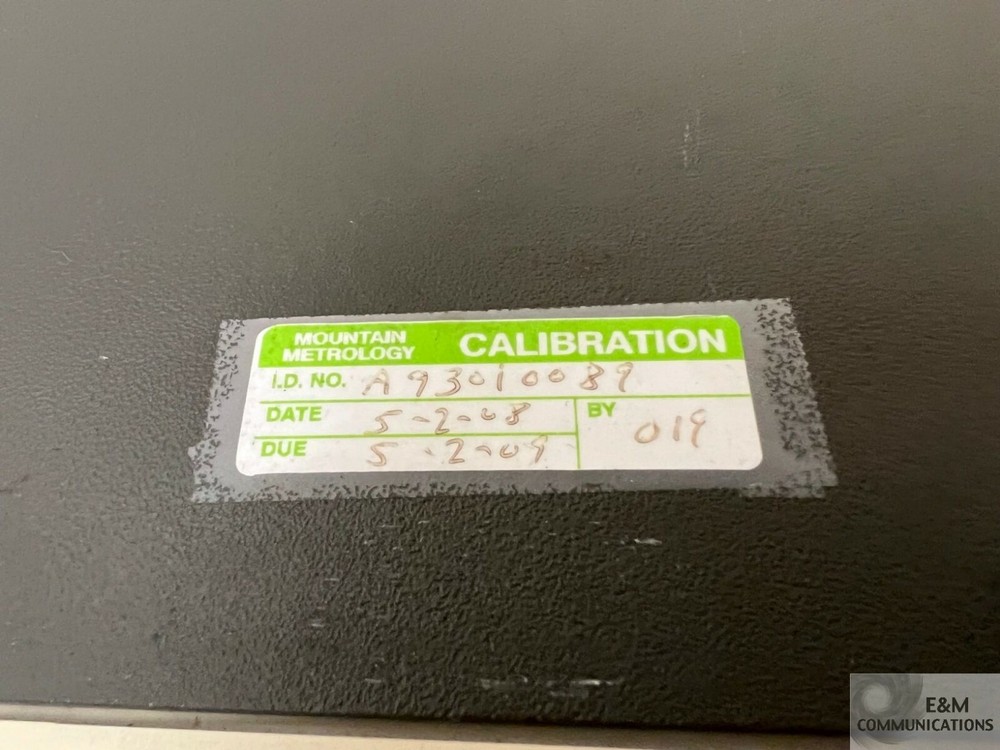 MOUNTAIN METROLOGY CALIBRATION
I.D. NO. A93010089
DATE 5-2-08
BY 019
DUE 5-2-09
E&M
COMMUNICATIONS